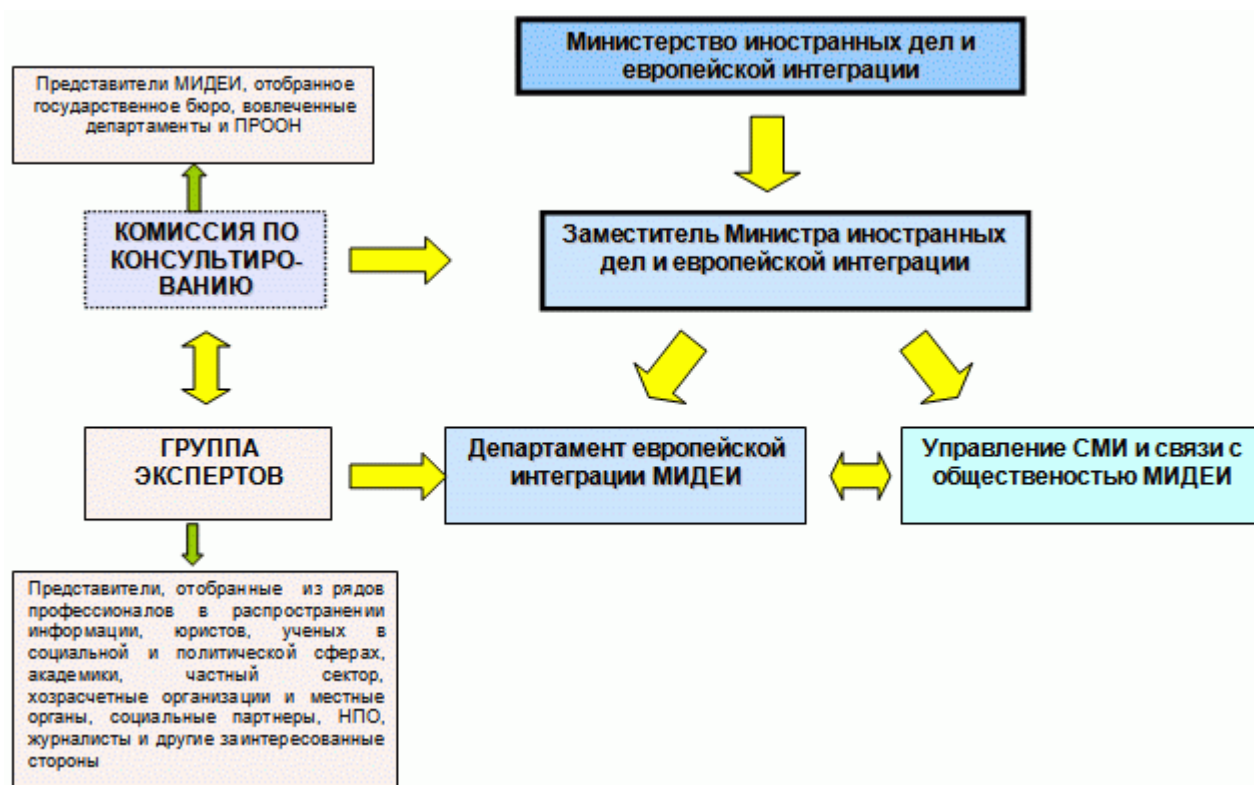 Министерство иностранных дел и
европейской интеграции
Представители МИДЕИ, отобранное
государственное бюро, вовлеченные
департаменты и ПРООН
КОМИССИЯ ПО
КОНСУЛЬТИРО-
ВАНИЮ
Заместитель Министра иностранных
дел и европейской интеграции
ГРУППА
ЭКСПЕРТОВ
Департамент европейской
интеграции МИДЕИ
Управление СМИ и связи с
общественостью МИДЕИ
Представители, отобранные из рядов
профессионалов в распространении
информации, юристов, ученых в
социальной и политической сферах,
академики, частный сектор,
хозрасчетные организации и местные
органы, социальные партнеры, НПО,
журналисты и другие заинтересованные
стороны